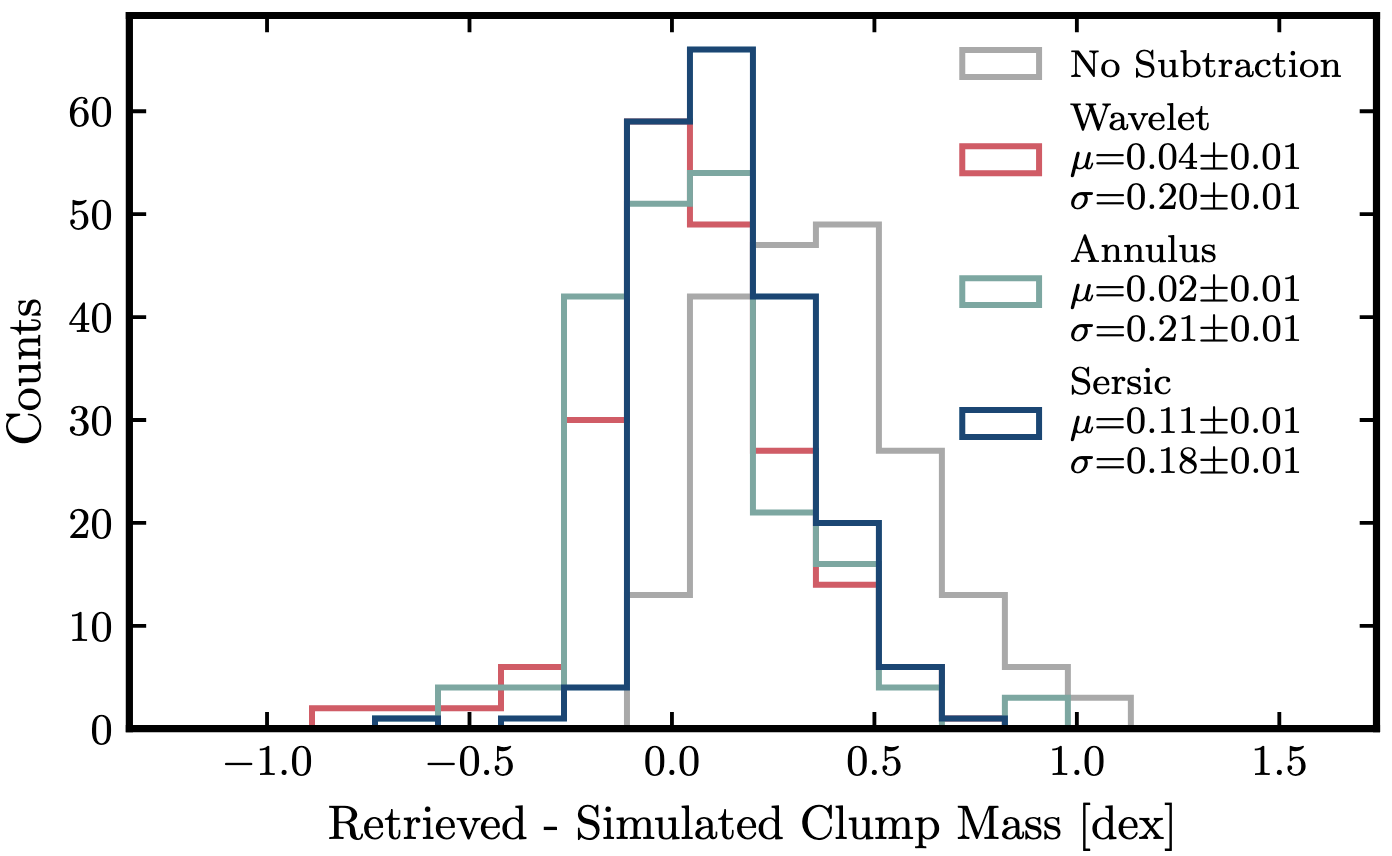 No Subtraction
Wavelet
μ=0.04±0.01
σ=0.20±0.01
Annulus
μ=0.02±0.01
σ=0.21±0.01
Sersic
μ=0.11±0.01
σ=0.18±0.01
Counts
60
50
40
30
20
10
0
−1.0 −0.5 0.0 0.5 1.0 1.5
Retrieved - Simulated Clump Mass [dex]